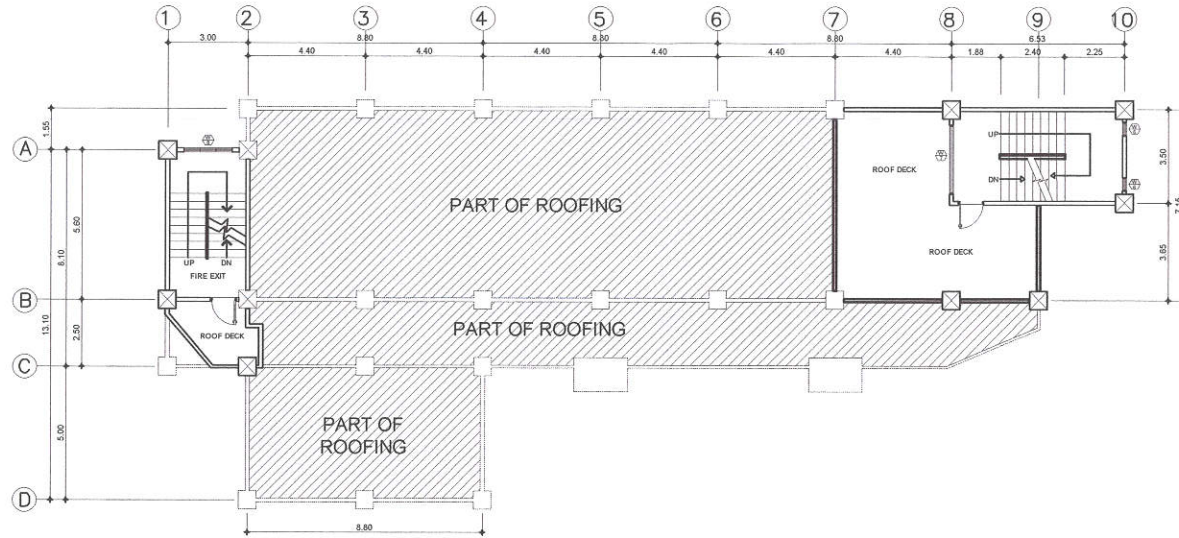 1 2 3 4 5 6 7 8 9 10
3.00 8.80 8.80 8.80 6.53
4.40 4.40 4.40 4.40 4.40 4.40 1.88 2.40 2.25
1.55
A
UP
ROOF DECK
DN
3.50
7.15
PART OF ROOFING
5.60
8.10
UP DN
FIRE EXIT
ROOF DECK
3.65
B
13.10
2.50
ROOF DECK
PART OF ROOFING
C
5.00
PART OF
ROOFING
D
8.80